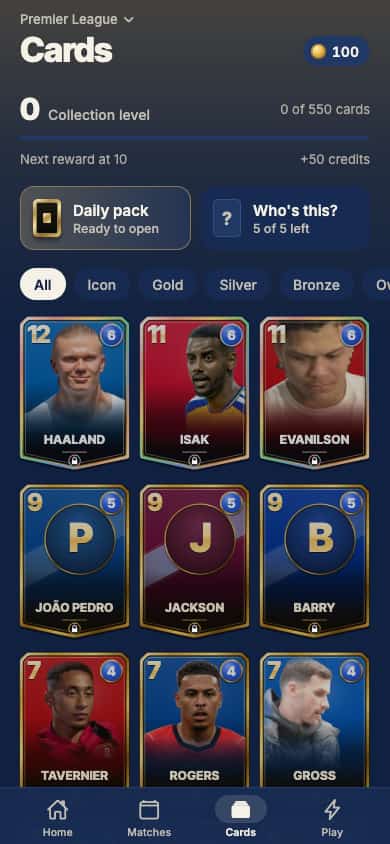 Premier League
Cards
100
0 Collection level
0 of 550 cards
Next reward at 10
+50 credits
Daily pack
Ready to open
?
Who's this?
5 of 5 left
All
Icon
Gold
Silver
Bronze
Ov
12
6
HAALAND
11
6
ISAK
11
6
EVANILSON
9
5
P
JOÃO PEDRO
9
5
J
JACKSON
9
5
B
BARRY
7
4
TAVERNIER
7
4
ROGERS
7
4
GROSS
Home
Matches
Cards
Play